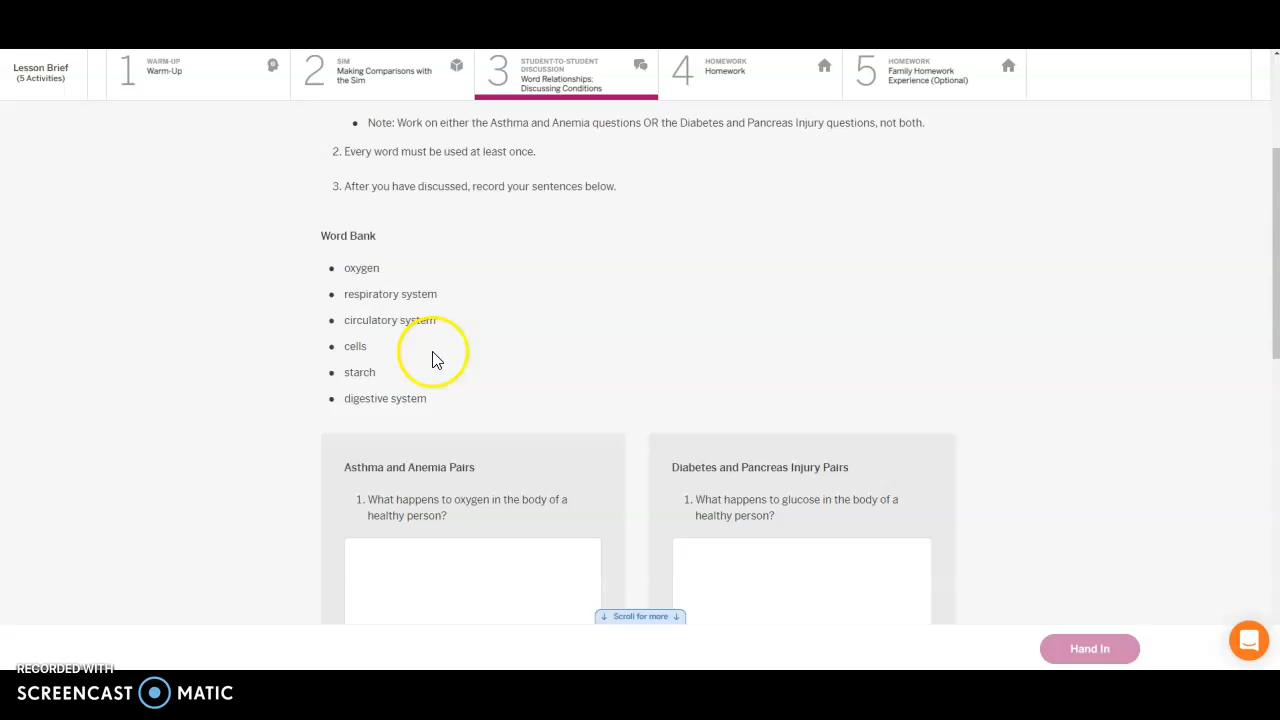 Lesson Brief
(5 Activities)
1
WARM-UP
Warm-Up
2
SIM
Making Comparisons with
the Sim
3
STUDENT-TO-STUDENT
DISCUSSION
Word Relationships:
Discussing Conditions
4
HOMEWORK
Homework
5
HOMEWORK
Family Homework
Experience (Optional)
• Note: Work on either the Asthma and Anemia questions OR the Diabetes and Pancreas Injury questions, not both.
2. Every word must be used at least once.
3. After you have discussed, record your sentences below.
Word Bank
• oxygen
• respiratory system
• circulatory system
• cells
• starch
• digestive system
Asthma and Anemia Pairs
1. What happens to oxygen in the body of a
healthy person?
Diabetes and Pancreas Injury Pairs
1. What happens to glucose in the body of a
healthy person?
↓ Scroll for more ↓
Hand In
RECORDED WITH
SCREENCAST MATIC